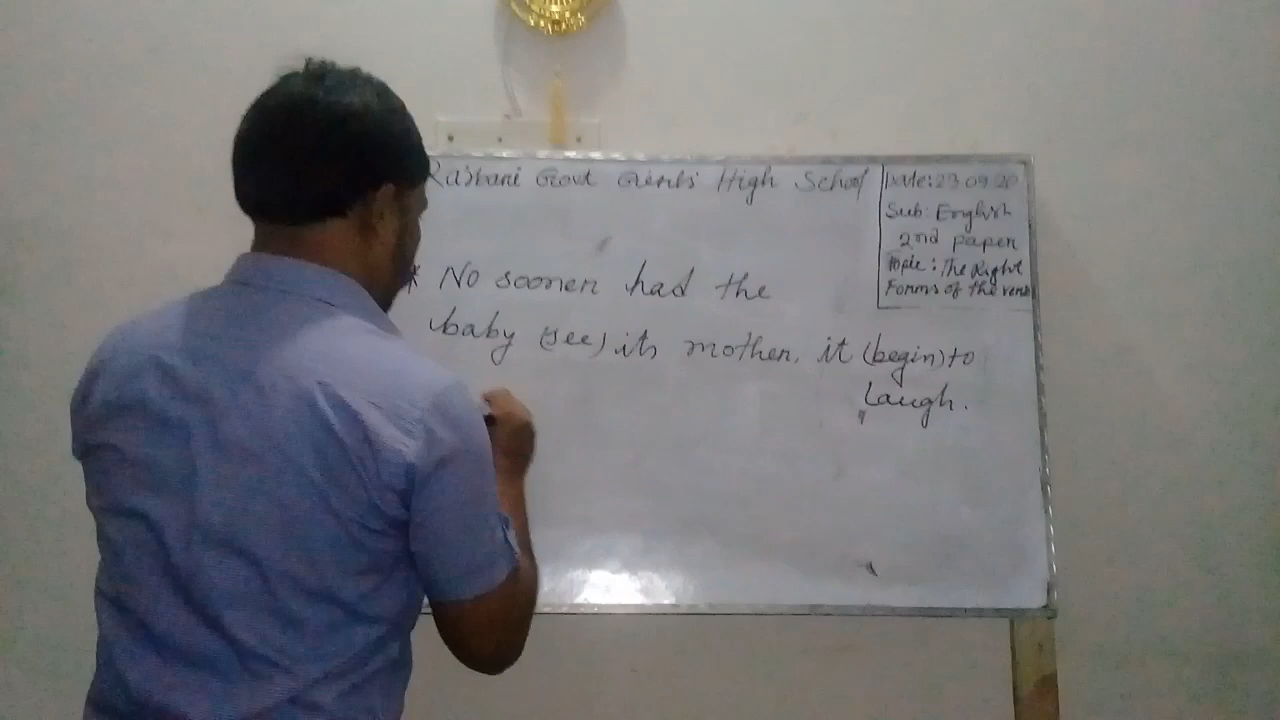 Rajbari Govt Girls' High School
Date: 23.09.20
Sub: English
2nd paper
Topic: The Right
Forms of the verb
* No sooner had the
baby (see) its mother, it (begin) to
laugh.